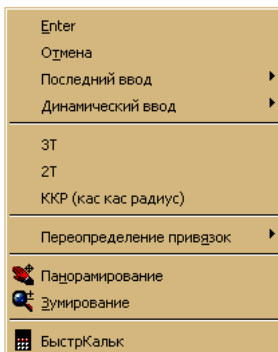 Enter
Отмена
Последний ввод
Динамический ввод
3Т
2Т
ККР (кас кас радиус)
Переопределение привязок
Панорамирование
Зумирование
БыстрКальк